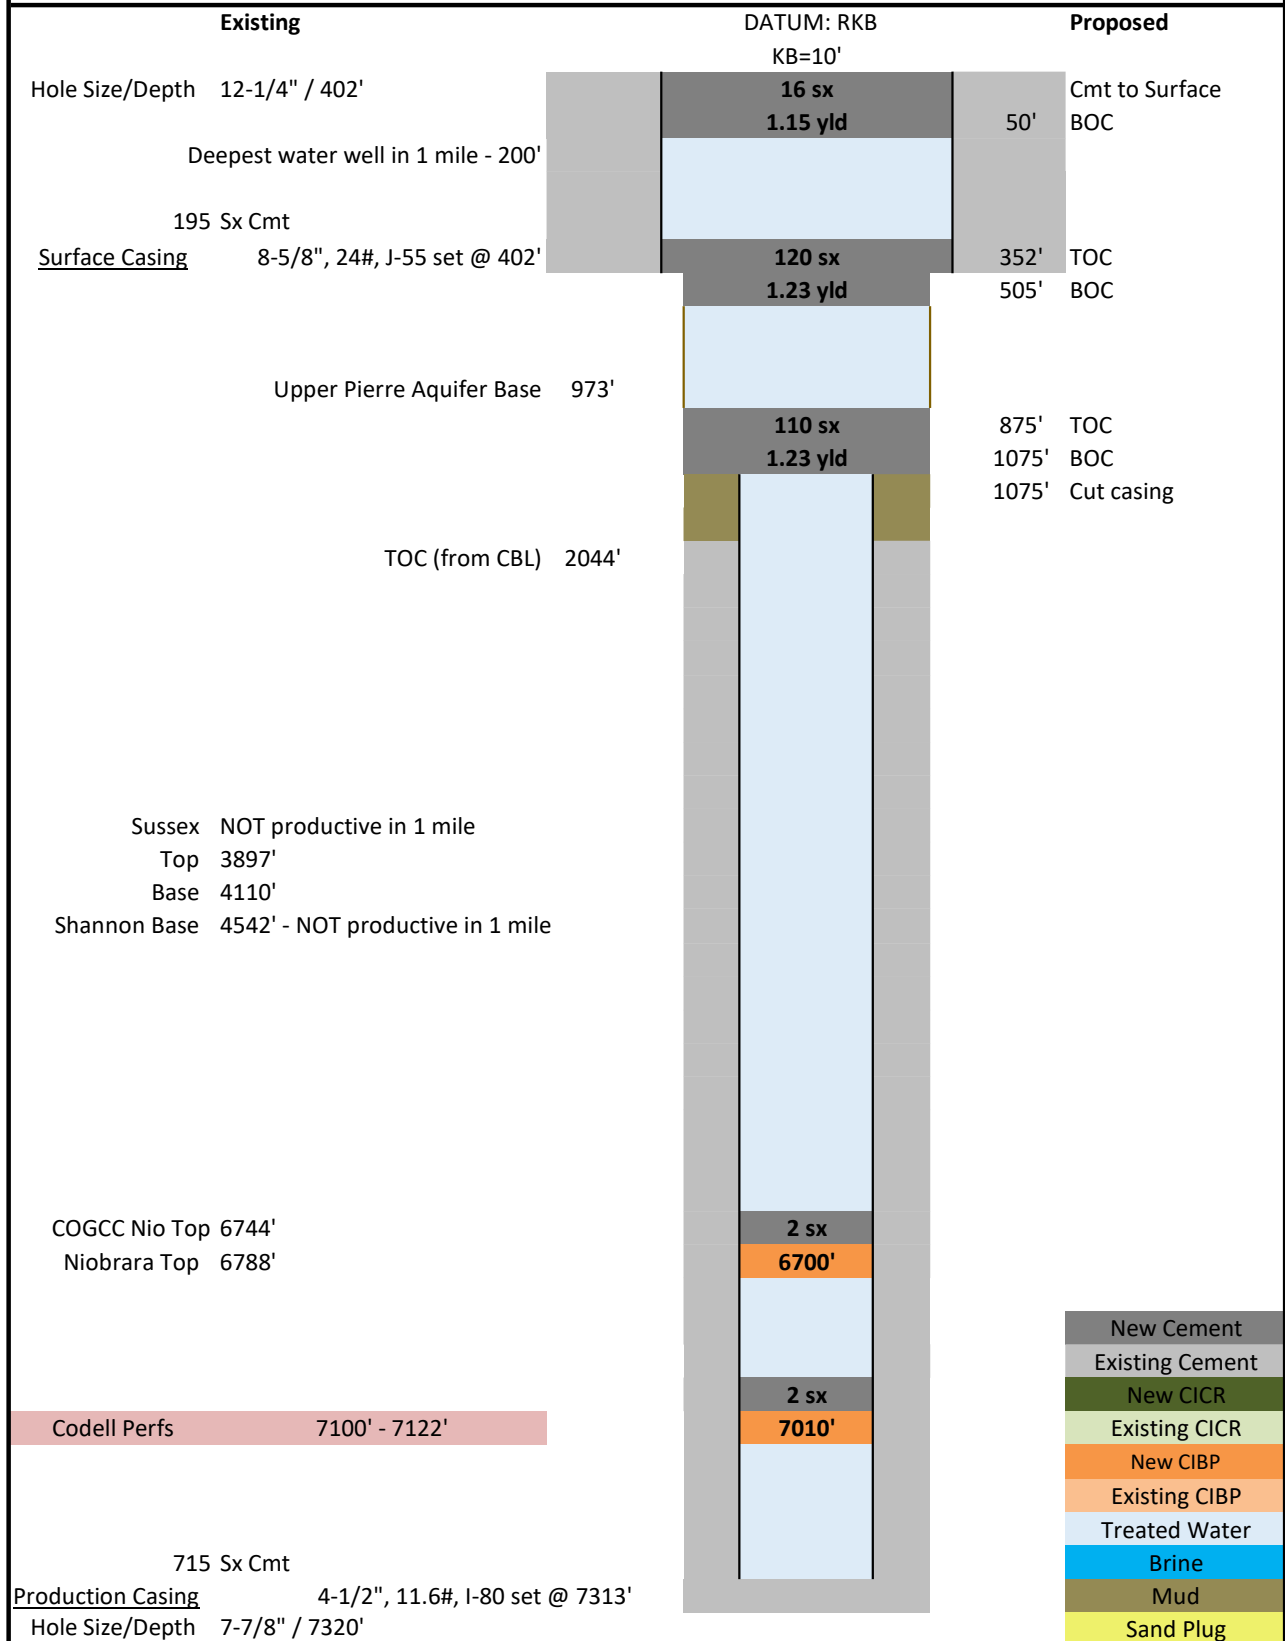 Existing DATUM: RKB Proposed
KB=10'
Hole Size/Depth 12-1/4" / 402' 16 sx Cmt to Surface
1.15 yld 50' BOC
Deepest water well in 1 mile - 200'
195 Sx Cmt
Surface Casing 8-5/8", 24#, J-55 set @ 402' 120 sx 352' TOC
1.23 yld 505' BOC
Upper Pierre Aquifer Base 973'
110 sx 875' TOC
1.23 yld 1075' BOC
1075' Cut casing
TOC (from CBL) 2044'
Sussex NOT productive in 1 mile
Top 3897'
Base 4110'
Shannon Base 4542' - NOT productive in 1 mile
COGCC Nio Top 6744' 2 sx
Niobrara Top 6788' 6700'
New Cement
Existing Cement
2 sx New CICR
Codell Perfs 7100' - 7122' 7010' Existing CICR
New CIBP
Existing CIBP
Treated Water
715 Sx Cmt Brine
Production Casing 4-1/2", 11.6#, I-80 set @ 7313' Mud
Hole Size/Depth 7-7/8" / 7320' Sand Plug